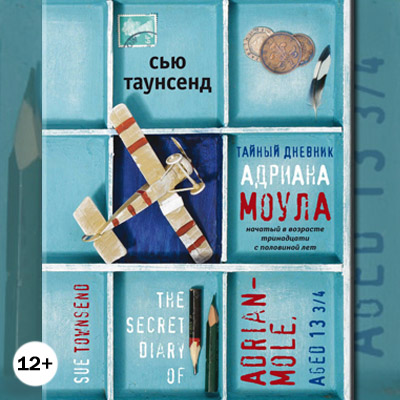 СЬЮ
ТАУНСЕНД
ТАЙНЫЙ ДНЕВНИК
АДРИАНА
МОУЛА
начатый в возрасте
тринадцати
с половиной лет
SUE TOWNSEND
THE
SECRET
DIARY
OF
ADRIAN-
MOLE,
AGED 13 3/4
AGED 13 3/4
12+